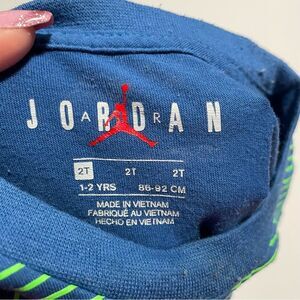 JORDAN
AIR
2T 2T 2T
1-2 YRS 86-92 CM
MADE IN VIETNAM
FABRIQUÉ AU VIETNAM
HECHO EN VIETNAM